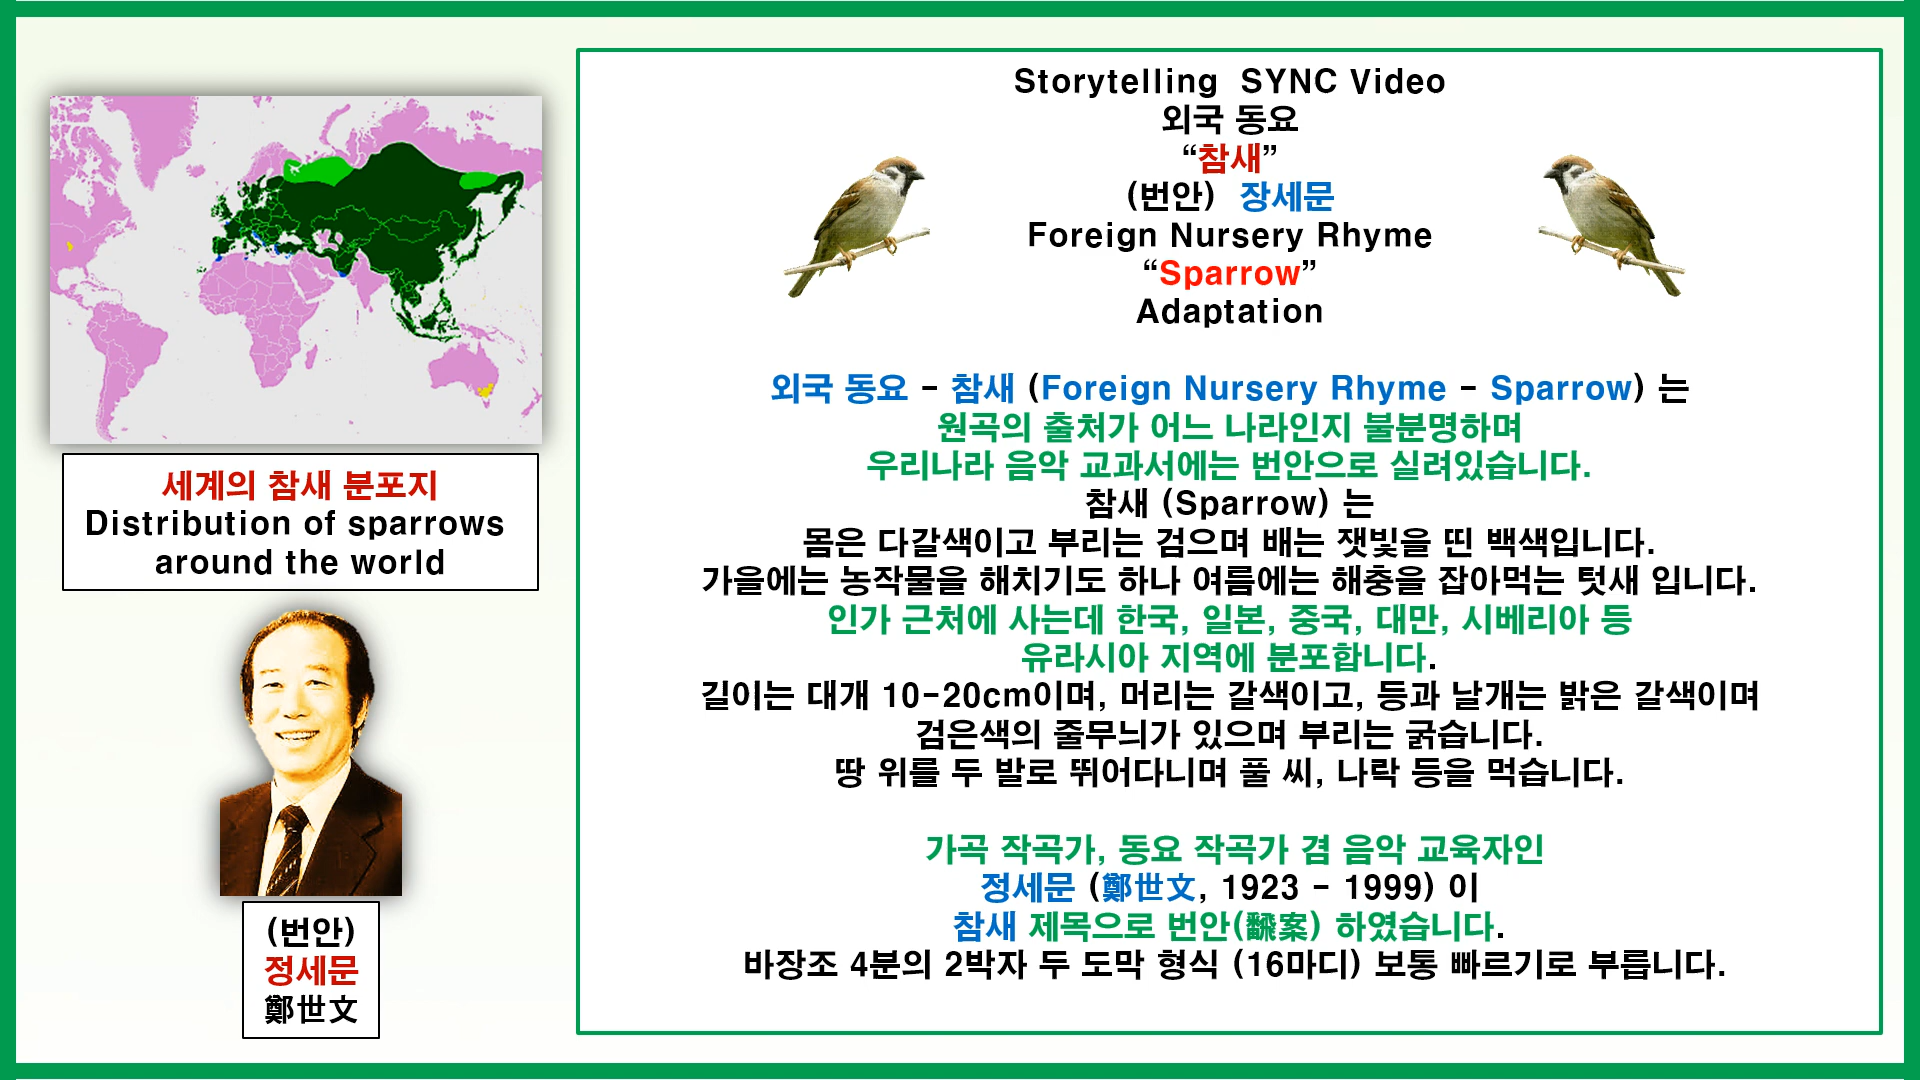 Storytelling SYNC Video
외국 동요
“참새”
(번안) 장세문
Foreign Nursery Rhyme
“Sparrow”
Adaptation
외국 동요 - 참새 (Foreign Nursery Rhyme - Sparrow) 는
원곡의 출처가 어느 나라인지 불분명하며
우리나라 음악 교과서에는 번안으로 실려있습니다.
참새 (Sparrow) 는
몸은 다갈색이고 부리는 검으며 배는 잿빛을 띤 백색입니다.
가을에는 농작물을 해치기도 하나 여름에는 해충을 잡아먹는 텃새 입니다.
인가 근처에 사는데 한국, 일본, 중국, 대만, 시베리아 등
유라시아 지역에 분포합니다.
길이는 대개 10-20cm이며, 머리는 갈색이고, 등과 날개는 밝은 갈색이며
검은색의 줄무늬가 있으며 부리는 굵습니다.
땅 위를 두 발로 뛰어다니며 풀 씨, 나락 등을 먹습니다.
가곡 작곡가, 동요 작곡가 겸 음악 교육자인
정세문 (鄭世文, 1923 - 1999) 이
참새 제목으로 번안(飜案) 하였습니다.
바장조 4분의 2박자 두 도막 형식 (16마디) 보통 빠르기로 부릅니다.
세계의 참새 분포지
Distribution of sparrows
around the world
(번안)
정세문
鄭世文